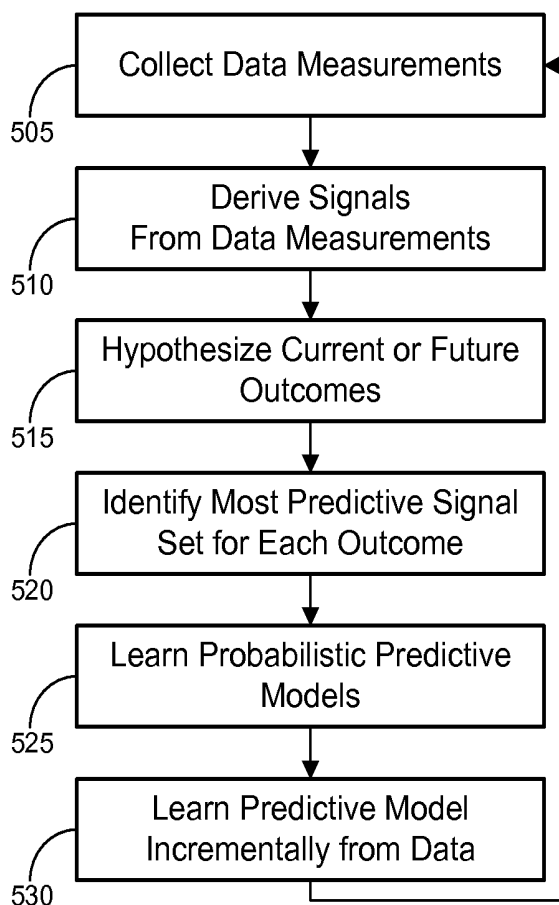 Collect Data Measurements
505
Derive Signals
From Data Measurements
510
Hypothesize Current or Future
Outcomes
515
Identify Most Predictive Signal
Set for Each Outcome
520
Learn Probabilistic Predictive
Models
525
Learn Predictive Model
Incrementally from Data
530